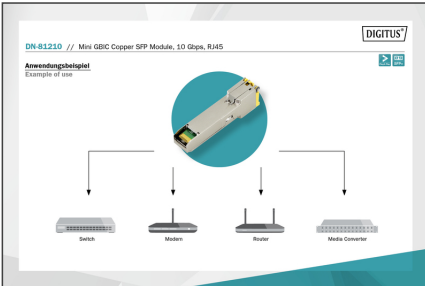 DIGITUS®
DN-81210 // Mini GBIC Copper SFP Module, 10 Gbps, RJ45
Anwendungsbeispiel
Example of use
Switch
Modem
Router
Media Converter